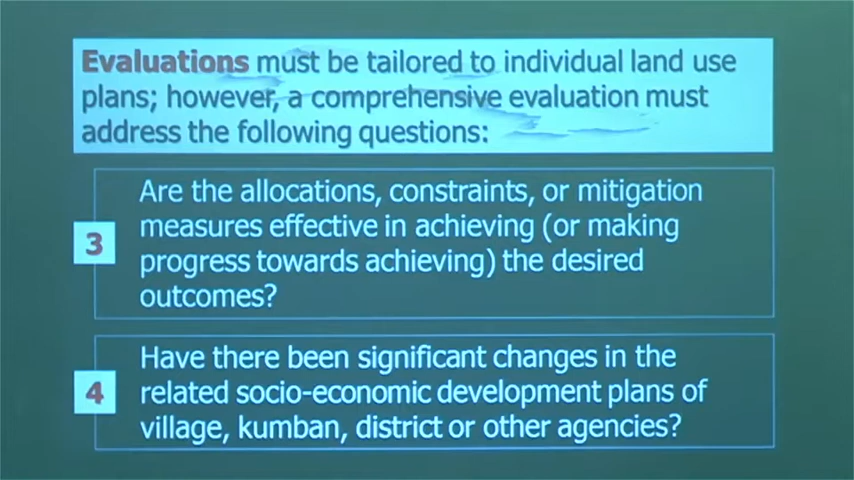 Evaluations must be tailored to individual land use
plans; however, a comprehensive evaluation must
address the following questions:
3
Are the allocations, constraints, or mitigation
measures effective in achieving (or making
progress towards achieving) the desired
outcomes?
4
Have there been significant changes in the
related socio-economic development plans of
village, kumban, district or other agencies?